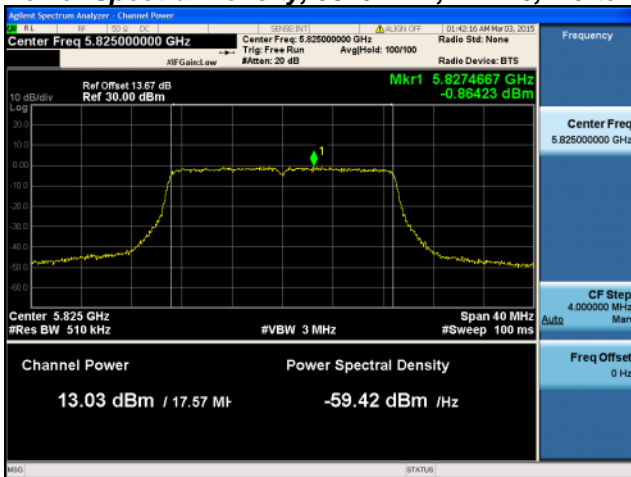 Agilent Spectrum Analyzer - Channel Power
RL RF 50 Ω DC SENSE:INT ALIGN OFF 01:42:16 AM Mar 03, 2015
Center Freq 5.825000000 GHz Center Freq: 5.825000000 GHz Radio Std: None
Trig: Free Run Avg|Hold: 100/100
#IFGain:Low #Atten: 20 dB Radio Device: BTS
Frequency
Mkr1 5.8274667 GHz
-0.86423 dBm
Ref Offset 13.67 dB
10 dB/div Ref 30.00 dBm
Log
20.0
10.0
0.00
-10.0
-20.0
-30.0
-40.0
-50.0
-60.0
1
Center 5.825 GHz Span 40 MHz
#Res BW 510 kHz #VBW 3 MHz #Sweep 100 ms
Center Freq
5.825000000 GHz
CF Step
4.000000 MHz
Auto Man
Freq Offset
0 Hz
Channel Power Power Spectral Density
13.03 dBm / 17.57 MH -59.42 dBm /Hz
MSG STATUS